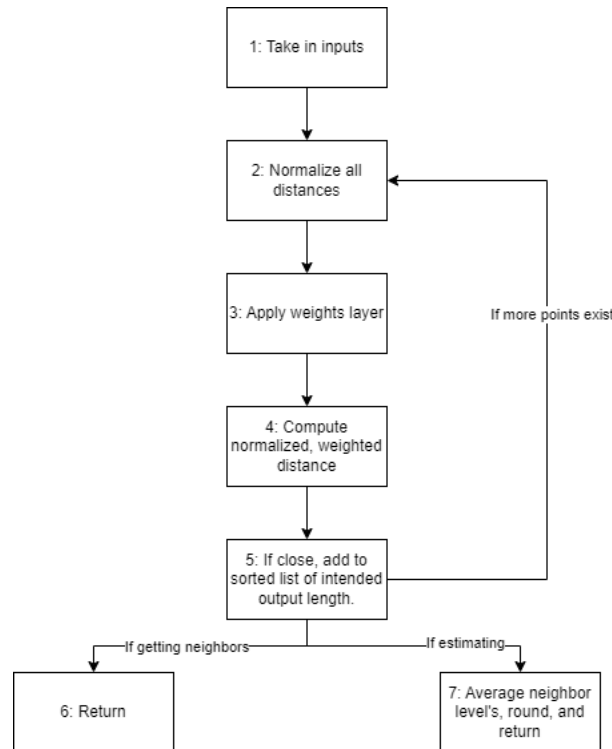 1: Take in inputs
2: Normalize all
distances
3: Apply weights layer
If more points exist
4: Compute
normalized, weighted
distance
5: If close, add to
sorted list of intended
output length.
If getting neighbors
If estimating
6: Return
7: Average neighbor
level's, round, and
return